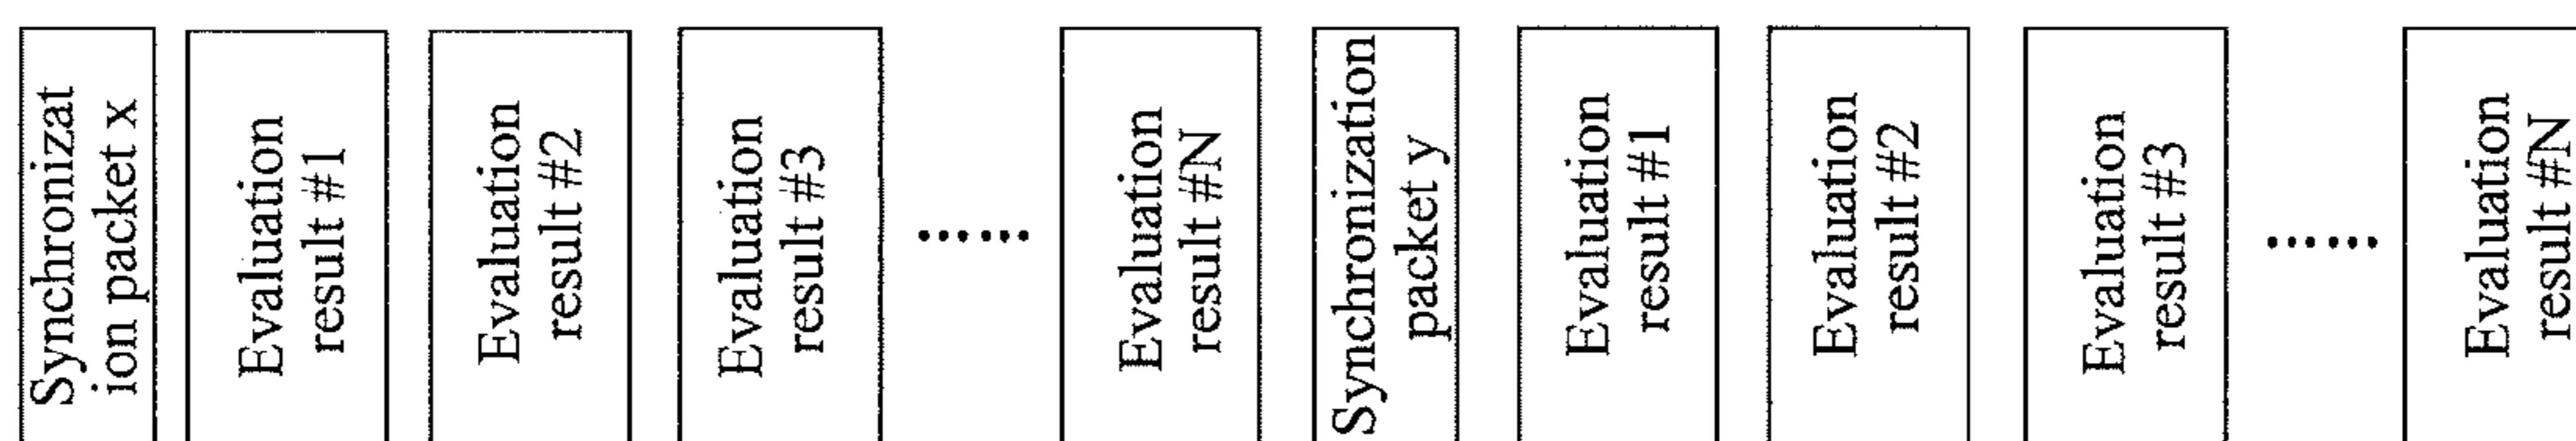 Synchronizat
ion packet x
Evaluation
result #1
Evaluation
result #2
Evaluation
result #3
......
Evaluation
result #N
Synchronization
packet y
Evaluation
result #1
Evaluation
result #2
Evaluation
result #3
......
Evaluation
result #N